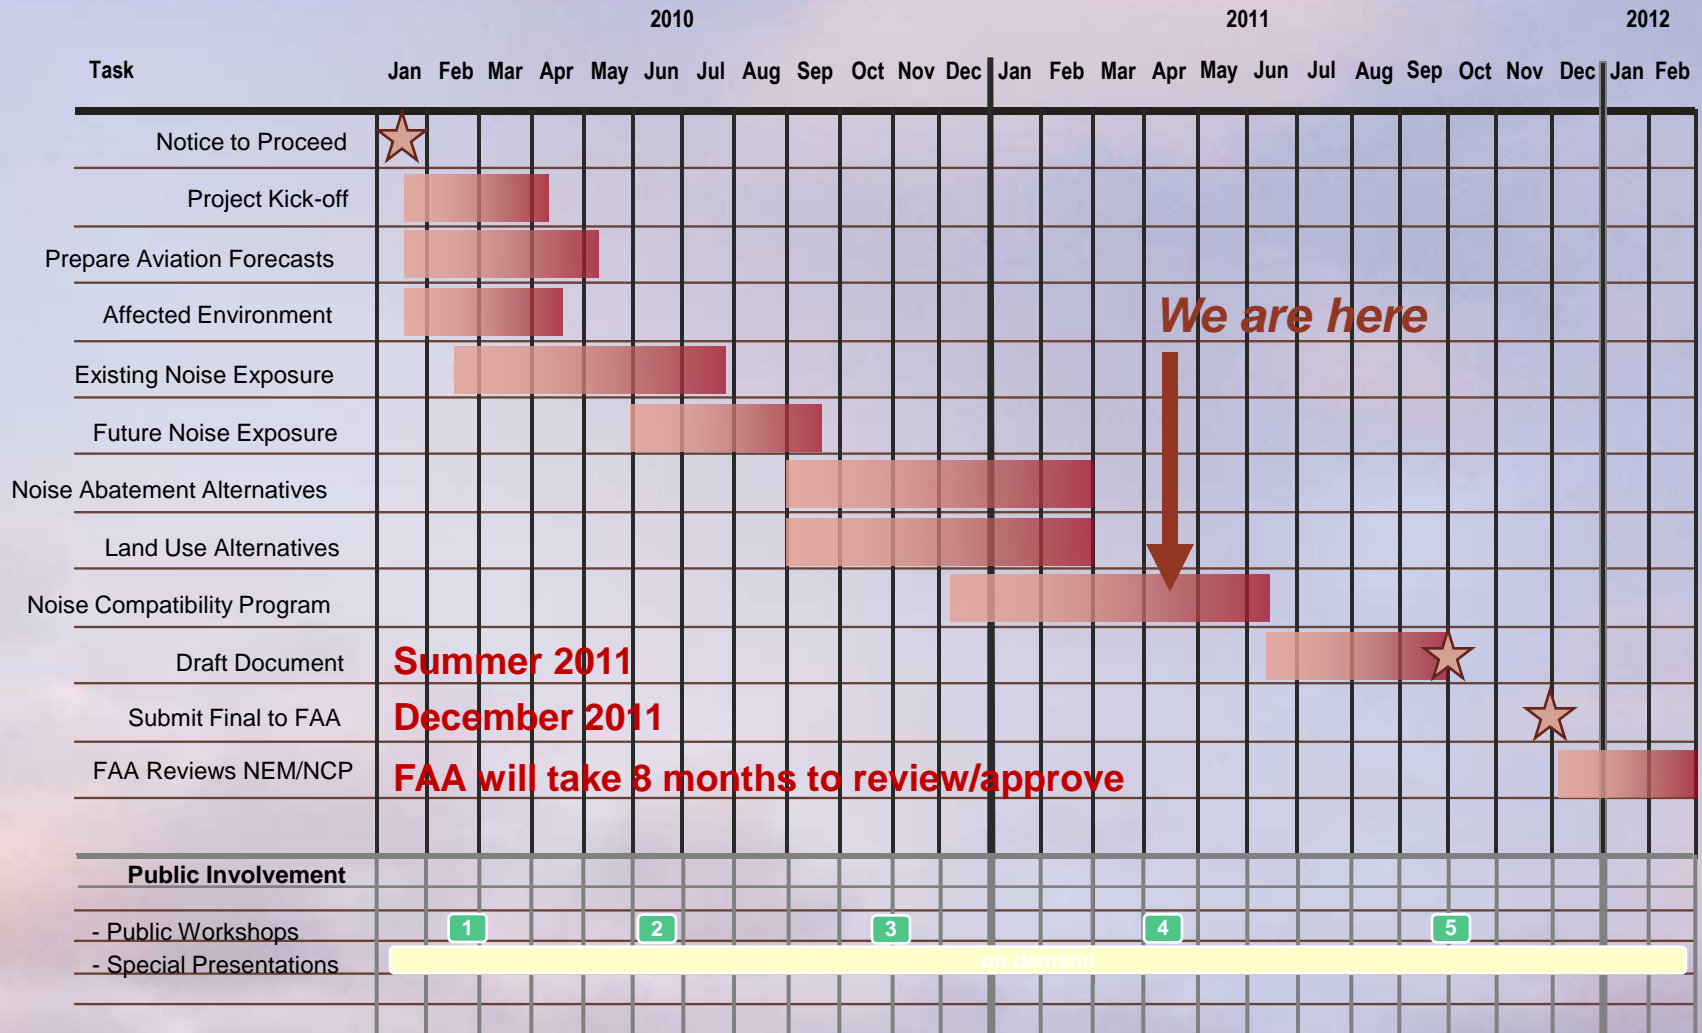 2010 2011 2012
Task Jan Feb Mar Apr May Jun Jul Aug Sep Oct Nov Dec Jan Feb Mar Apr May Jun Jul Aug Sep Oct Nov Dec Jan Feb
Notice to Proceed
Project Kick-off
Prepare Aviation Forecasts
Affected Environment
We are here
Existing Noise Exposure
Future Noise Exposure
Noise Abatement Alternatives
Land Use Alternatives
Noise Compatibility Program
Draft Document Summer 2011
Submit Final to FAA December 2011
FAA Reviews NEM/NCP FAA will take 8 months to review/approve
Public Involvement
- Public Workshops 1 2 3 4 5
- Special Presentations on demand